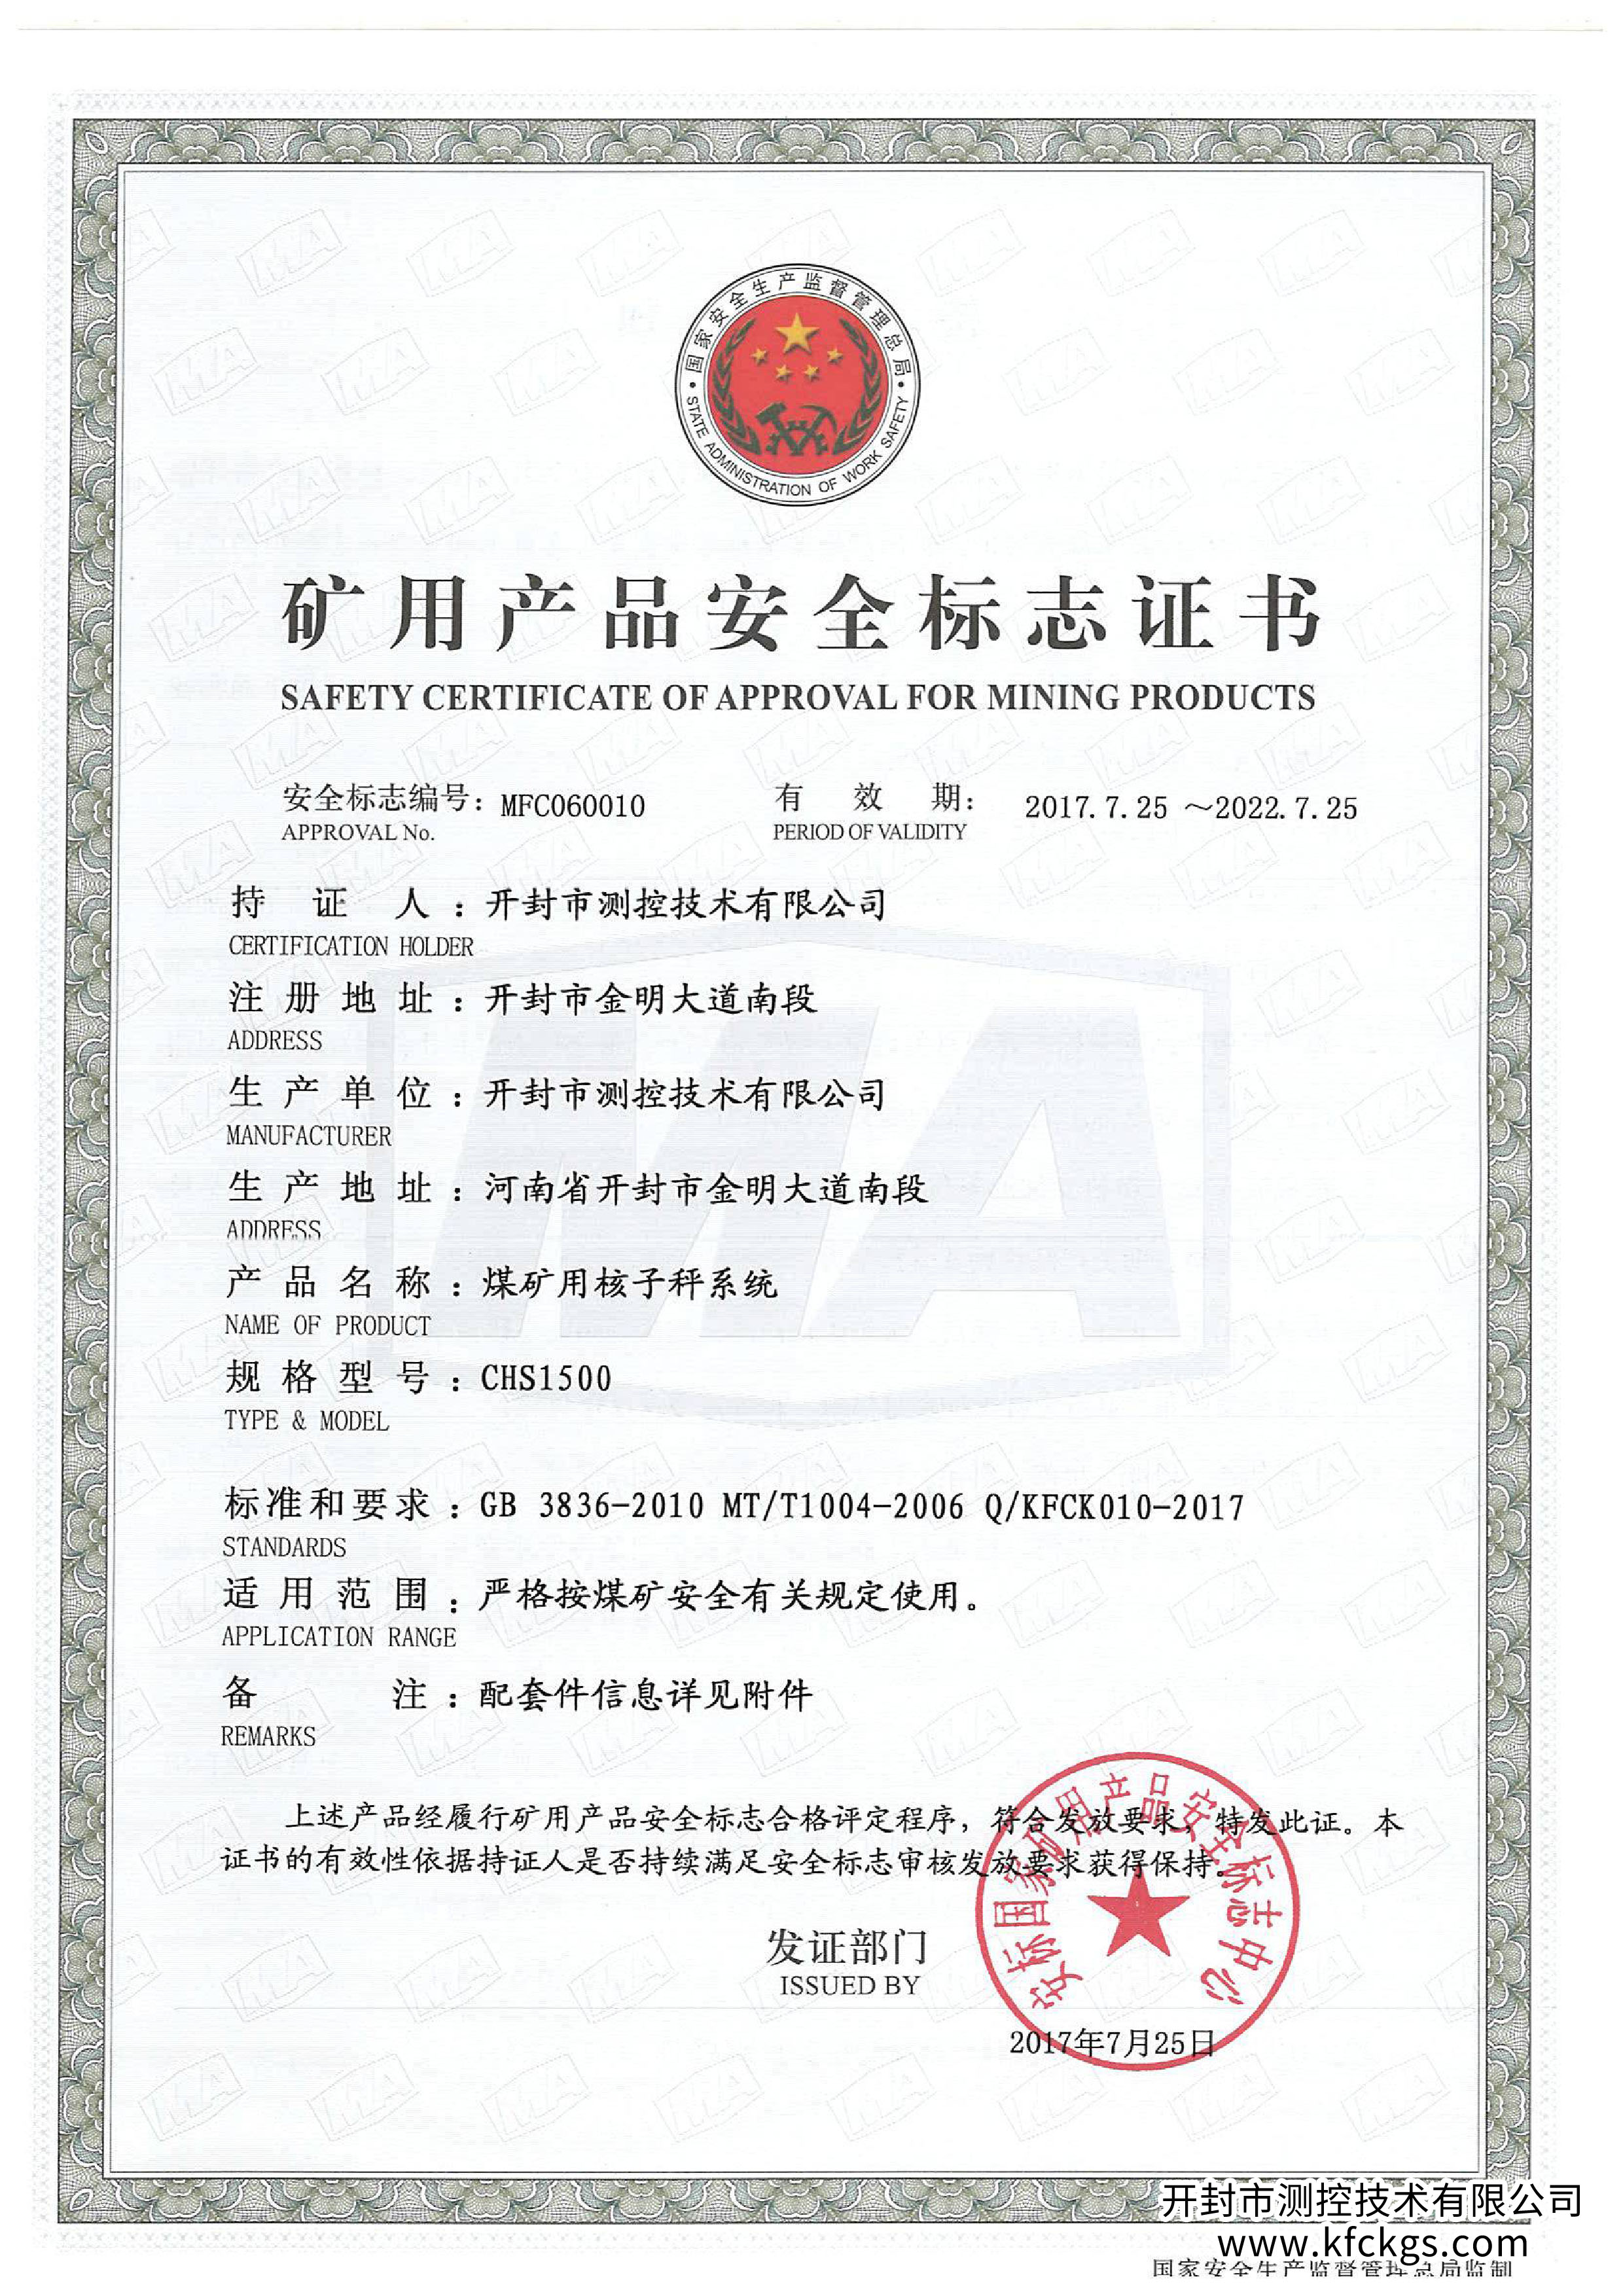 国家安全生产监督管理总局
STATE ADMINISTRATION OF WORK SAFETY
矿用产品安全标志证书
SAFETY CERTIFICATE OF APPROVAL FOR MINING PRODUCTS
安全标志编号：MFC060010 有效期： 2017.7.25 ～2022.7.25
APPROVAL No. PERIOD OF VALIDITY
持证人：开封市测控技术有限公司
CERTIFICATION HOLDER
注册地址：开封市金明大道南段
ADDRESS
生产单位：开封市测控技术有限公司
MANUFACTURER
生产地址：河南省开封市金明大道南段
ADDRESS
产品名称：煤矿用核子秤系统
NAME OF PRODUCT
规格型号：CHS1500
TYPE & MODEL
标准和要求：GB 3836-2010 MT/T1004-2006 Q/KFCK010-2017
STANDARDS
适用范围：严格按煤矿安全有关规定使用。
APPLICATION RANGE
备注：配套件信息详见附件
REMARKS
上述产品经履行矿用产品安全标志合格评定程序，符合发放要求，特发此证。本
证书的有效性依据持证人是否持续满足安全标志审核发放要求获得保持。
安标国家矿用产品安全标志中心
发证部门
ISSUED BY
2017年7月25日
MA
开封市测控技术有限公司
www.kfckgs.com
国家安全生产监督管理总局监制